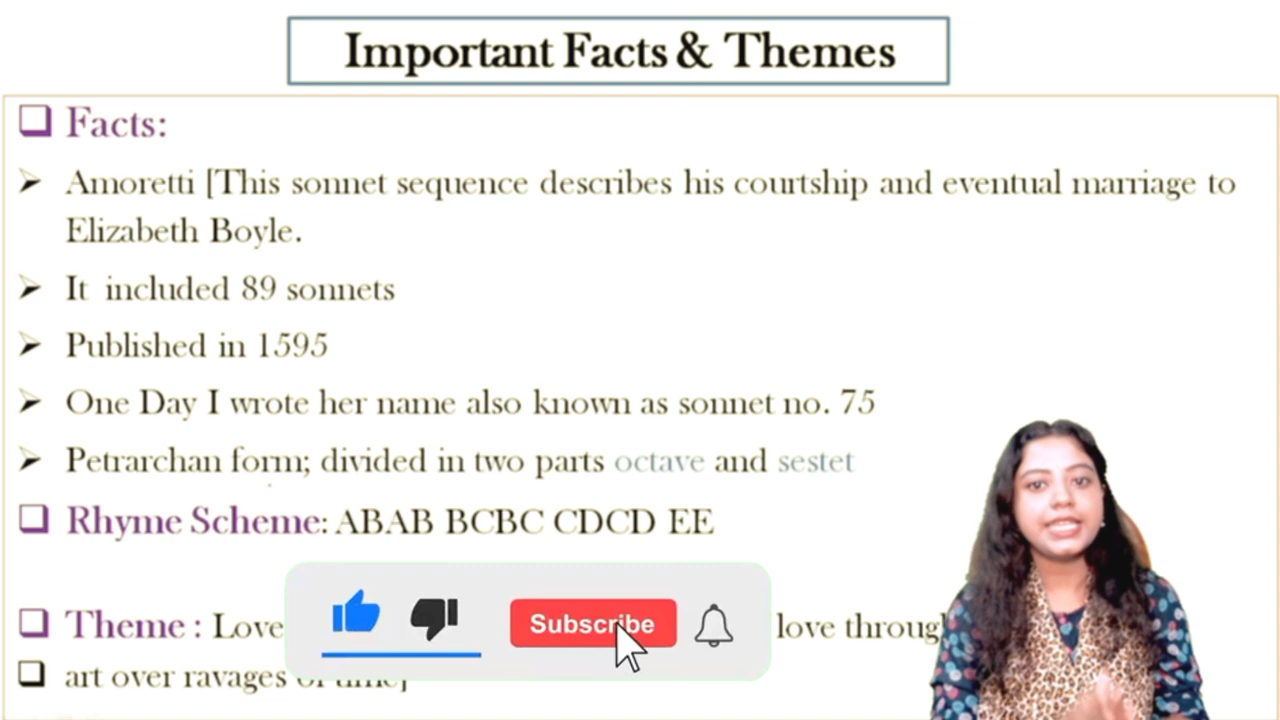 Important Facts & Themes
Facts:
Amoretti [This sonnet sequence describes his courtship and eventual marriage to
Elizabeth Boyle.
It included 89 sonnets
Published in 1595
One Day I wrote her name also known as sonnet no. 75
Petrarchan form; divided in two parts octave and sestet
Rhyme Scheme: ABAB BCBC CDCD EE
Theme : Love love
art over ravages of time]
Subscribe